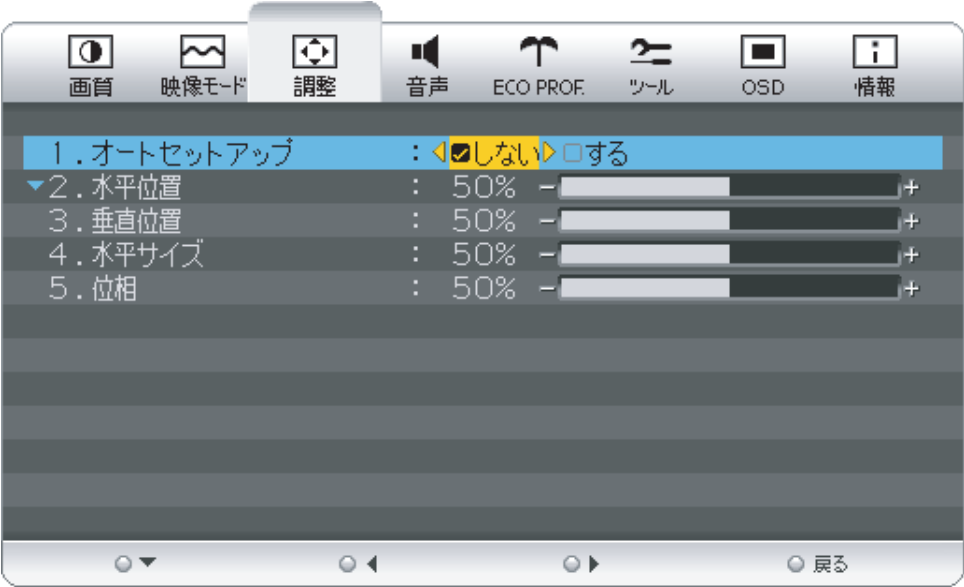 画質 映像モード 調整 音声 ECO PROF. ツール OSD 情報
1.オートセットアップ : しない する
2.水平位置 : 50% - +
3.垂直位置 : 50% - +
4.水平サイズ : 50% - +
5.位相 : 50% - +
戻る